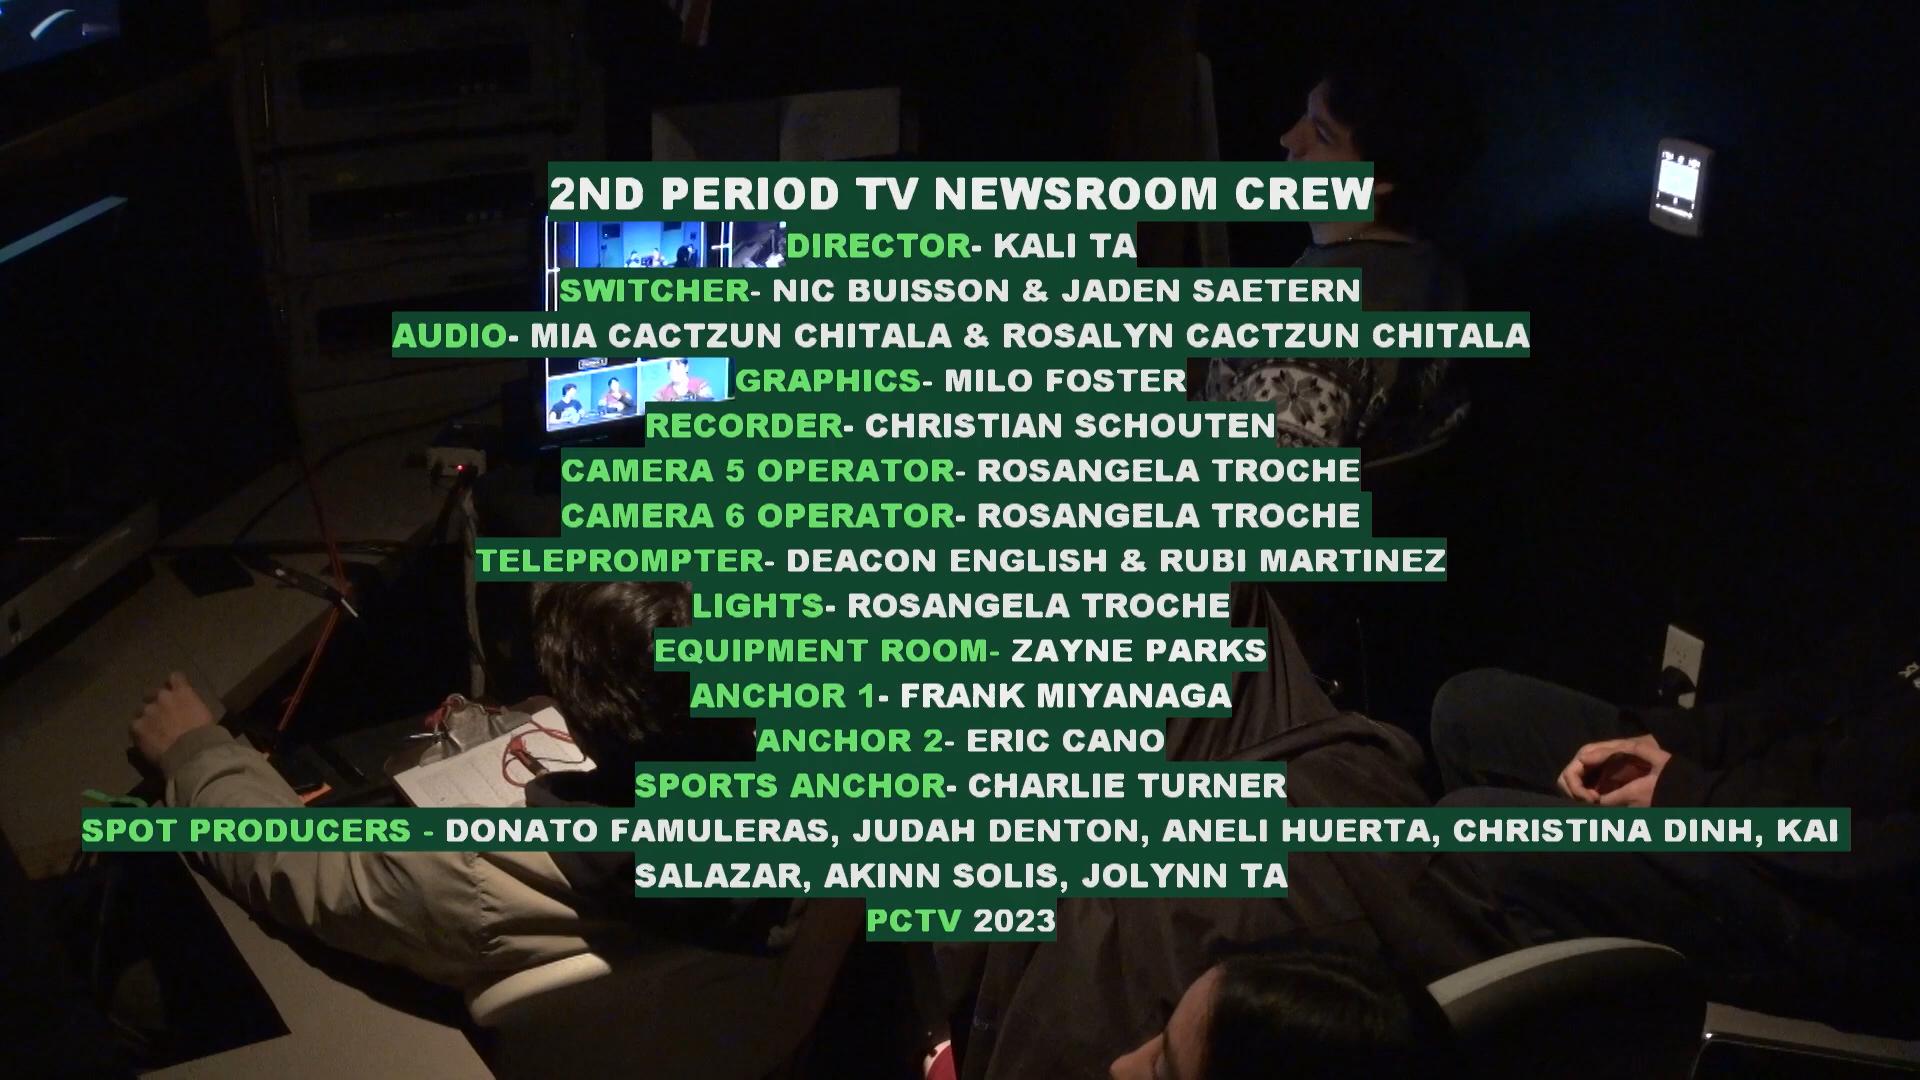 2ND PERIOD TV NEWSROOM CREW
DIRECTOR- KALI TA
SWITCHER- NIC BUISSON & JADEN SAETERN
AUDIO- MIA CACTZUN CHITALA & ROSALYN CACTZUN CHITALA
GRAPHICS- MILO FOSTER
RECORDER- CHRISTIAN SCHOUTEN
CAMERA 5 OPERATOR- ROSANGELA TROCHE
CAMERA 6 OPERATOR- ROSANGELA TROCHE
TELEPROMPTER- DEACON ENGLISH & RUBI MARTINEZ
LIGHTS- ROSANGELA TROCHE
EQUIPMENT ROOM- ZAYNE PARKS
ANCHOR 1- FRANK MIYANAGA
ANCHOR 2- ERIC CANO
SPORTS ANCHOR- CHARLIE TURNER
SPOT PRODUCERS - DONATO FAMULERAS, JUDAH DENTON, ANELI HUERTA, CHRISTINA DINH, KAI
SALAZAR, AKINN SOLIS, JOLYNN TA
PCTV 2023